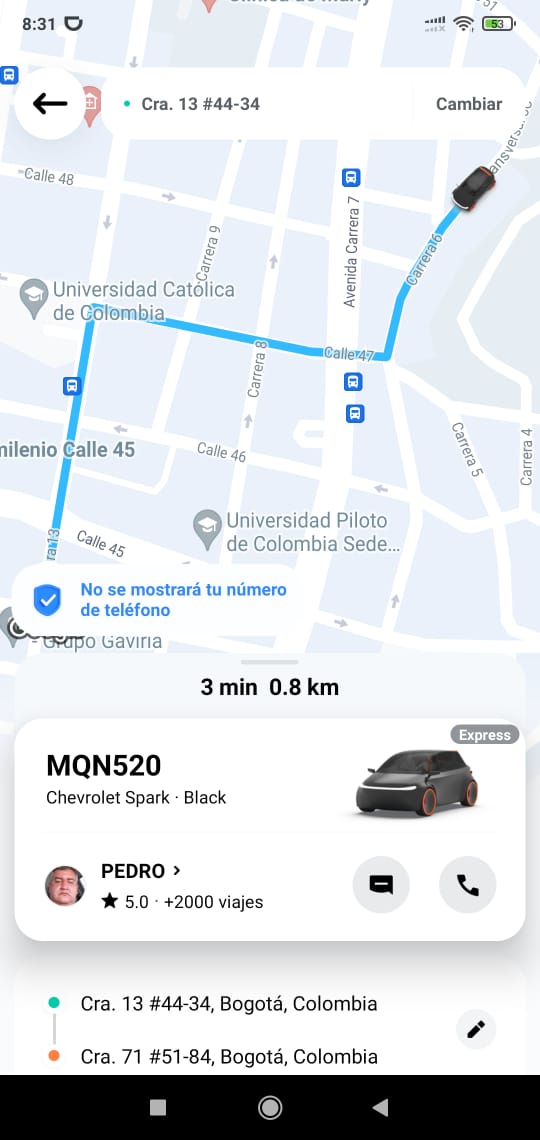 8:31
53
Cra. 13 #44-34
Cambiar
Calle 48
Carrera 9
Avenida Carrera 7
Carrera 6
Universidad Católica
de Colombia
Calle 47
Carrera 8
milenio Calle 45
Calle 46
Carrera 5
Carrera 4
Universidad Piloto
de Colombia Sede...
ra 13
Calle 45
No se mostrará tu número
de teléfono
Grupo Gaviria
3 min 0.8 km
Express
MQN520
Chevrolet Spark · Black
PEDRO >
5.0 · +2000 viajes
Cra. 13 #44-34, Bogotá, Colombia
Cra. 71 #51-84, Bogotá, Colombia